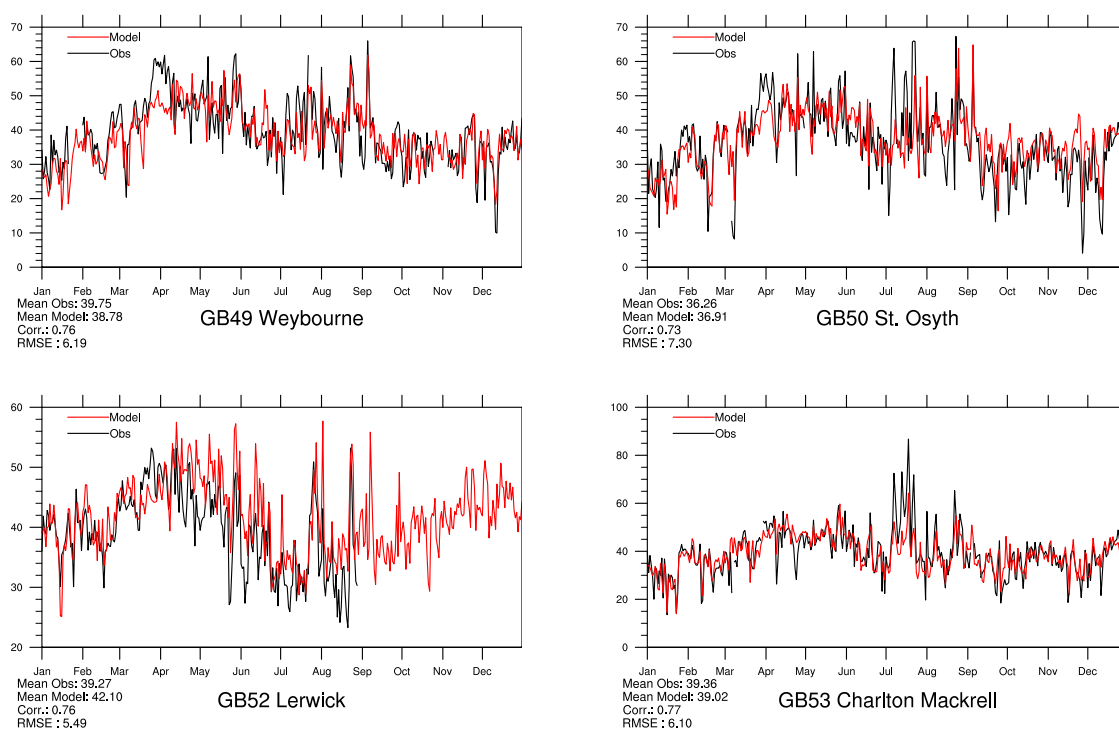 70
60
50
40
30
20
10
0
Model
Obs
Jan Feb Mar Apr May Jun Jul Aug Sep Oct Nov Dec
Mean Obs: 39.75
Mean Model: 38.78
Corr.: 0.76
RMSE : 6.19
GB49 Weybourne
70
60
50
40
30
20
10
0
Model
Obs
Jan Feb Mar Apr May Jun Jul Aug Sep Oct Nov Dec
Mean Obs: 36.26
Mean Model: 36.91
Corr.: 0.73
RMSE : 7.30
GB50 St. Osyth
60
50
40
30
20
Model
Obs
Jan Feb Mar Apr May Jun Jul Aug Sep Oct Nov Dec
Mean Obs: 39.27
Mean Model: 42.10
Corr.: 0.76
RMSE : 5.49
GB52 Lerwick
100
80
60
40
20
0
Model
Obs
Jan Feb Mar Apr May Jun Jul Aug Sep Oct Nov Dec
Mean Obs: 39.36
Mean Model: 39.02
Corr.: 0.77
RMSE : 6.10
GB53 Charlton Mackrell